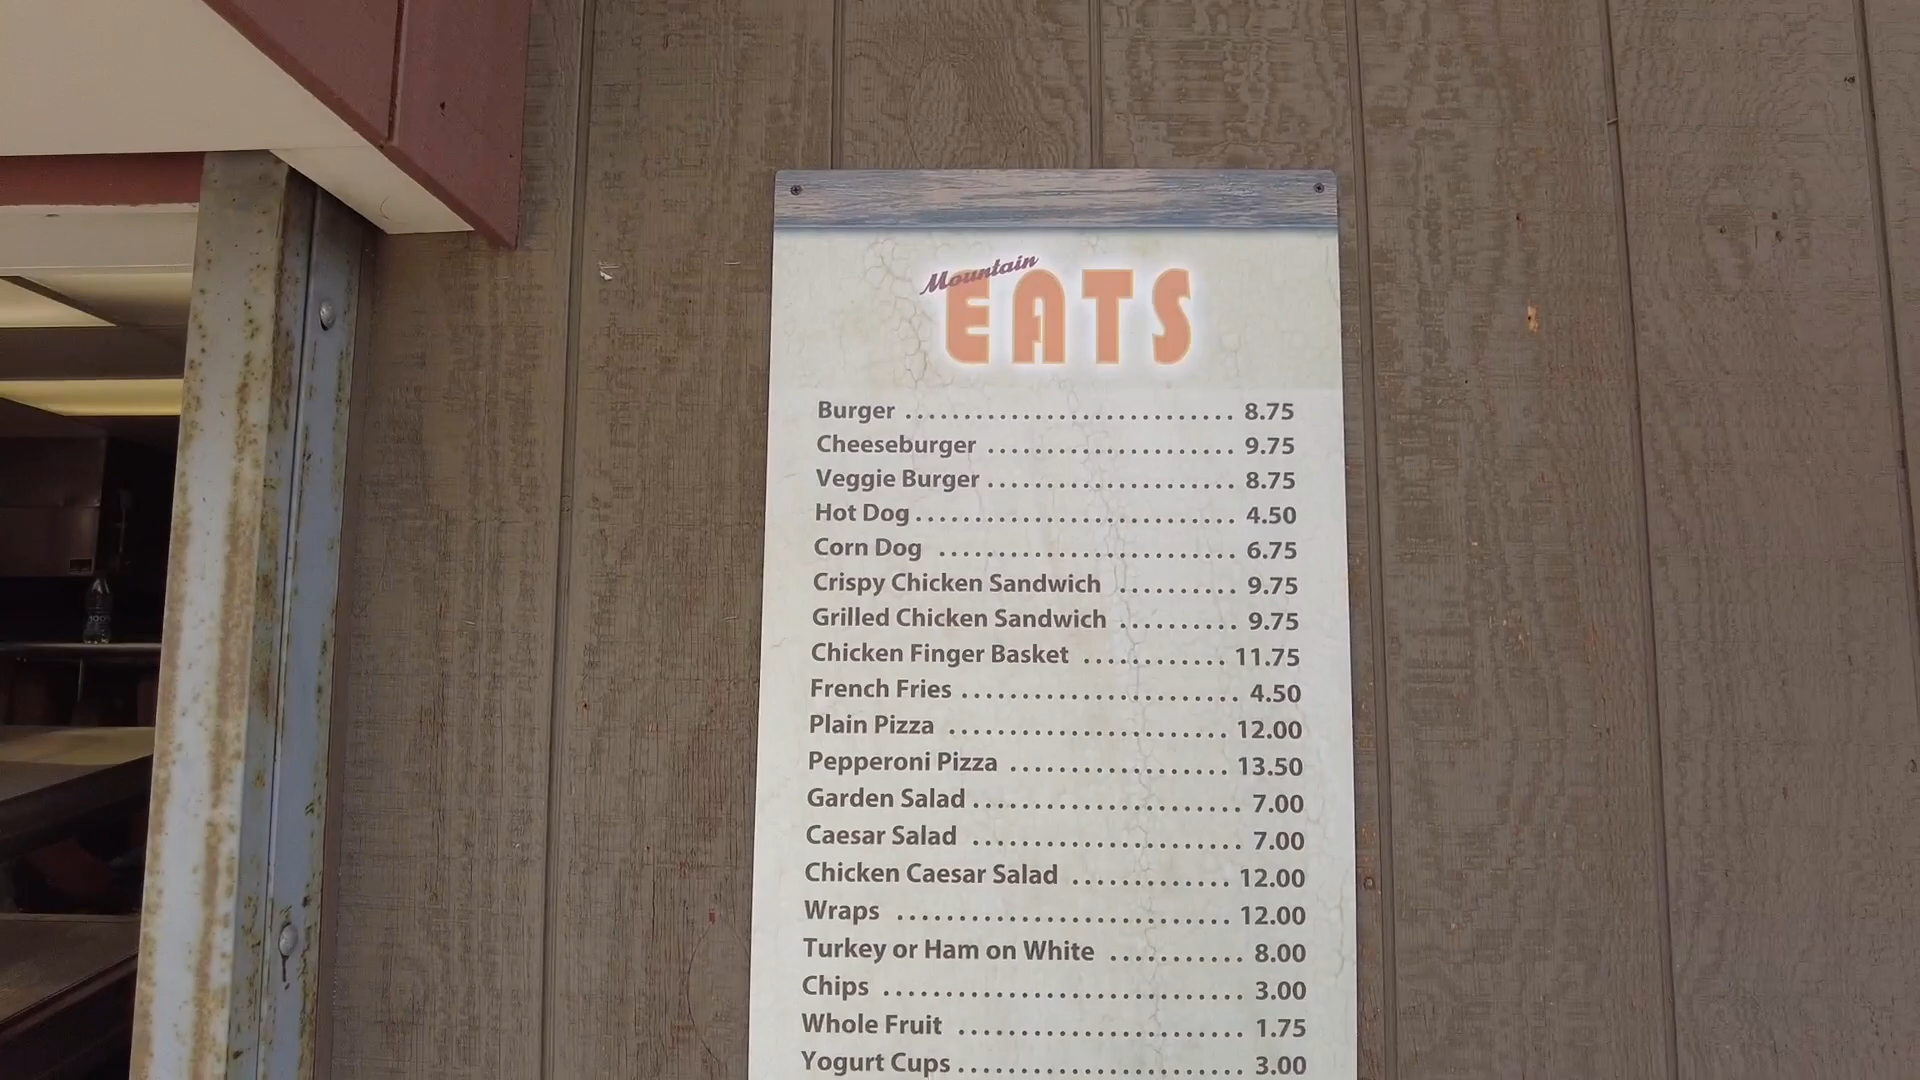 Mountain
EATS
Burger ............................ 8.75
Cheeseburger ..................... 9.75
Veggie Burger ..................... 8.75
Hot Dog ........................... 4.50
Corn Dog ......................... 6.75
Crispy Chicken Sandwich .......... 9.75
Grilled Chicken Sandwich .......... 9.75
Chicken Finger Basket ............ 11.75
French Fries ........................ 4.50
Plain Pizza ........................ 12.00
Pepperoni Pizza .................. 13.50
Garden Salad ....................... 7.00
Caesar Salad ....................... 7.00
Chicken Caesar Salad ............. 12.00
Wraps ............................ 12.00
Turkey or Ham on White ........... 8.00
Chips .............................. 3.00
Whole Fruit ........................ 1.75
Yogurt Cups ........................ 3.00